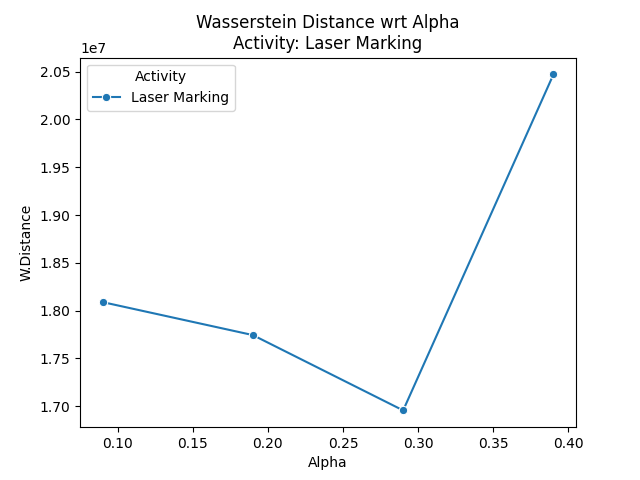 Wasserstein Distance wrt Alpha
Activity: Laser Marking
1e7
Activity
Laser Marking
2.05
2.00
1.95
1.90
1.85
1.80
1.75
1.70
W.Distance
0.10 0.15 0.20 0.25 0.30 0.35 0.40
Alpha